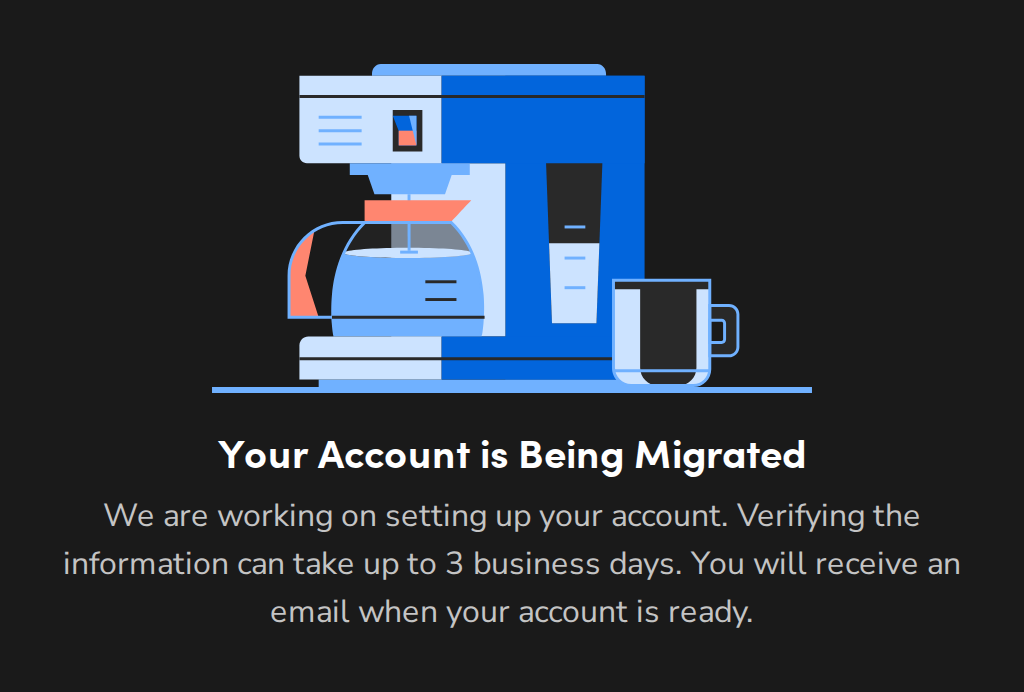 Your Account is Being Migrated
We are working on setting up your account. Verifying the
information can take up to 3 business days. You will receive an
email when your account is ready.